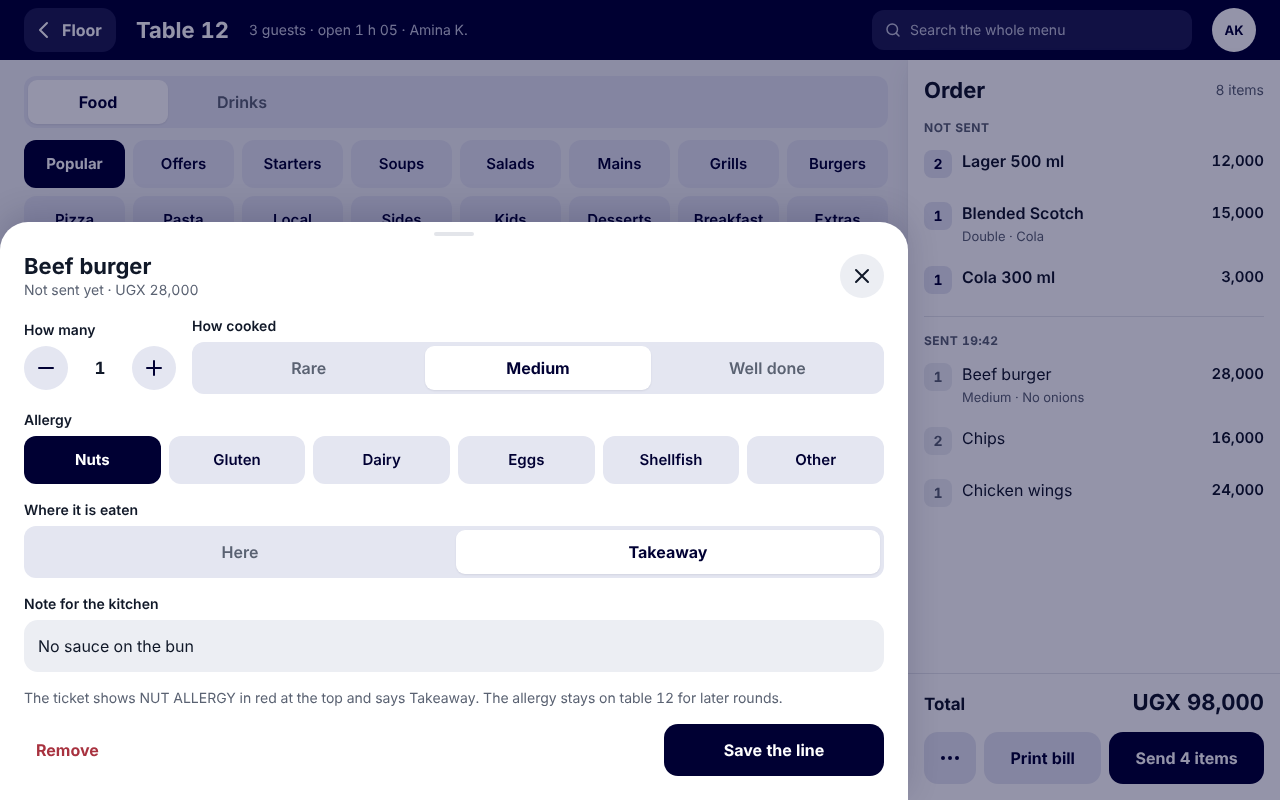 Floor
Table 12
3 guests · open 1 h 05 · Amina K.
Search the whole menu
AK
Food
Drinks
Popular
Offers
Starters
Soups
Salads
Mains
Grills
Burgers
Pizza
Pasta
Local
Sides
Kids
Desserts
Breakfast
Extras
Beef burger
Not sent yet · UGX 28,000
How many
1
How cooked
Rare
Medium
Well done
Allergy
Nuts
Gluten
Dairy
Eggs
Shellfish
Other
Where it is eaten
Here
Takeaway
Note for the kitchen
No sauce on the bun
The ticket shows NUT ALLERGY in red at the top and says Takeaway. The allergy stays on table 12 for later rounds.
Remove
Save the line
Order
8 items
NOT SENT
2 Lager 500 ml 12,000
1 Blended Scotch 15,000
Double · Cola
1 Cola 300 ml 3,000
SENT 19:42
1 Beef burger 28,000
Medium · No onions
2 Chips 16,000
1 Chicken wings 24,000
Total UGX 98,000
Print bill
Send 4 items